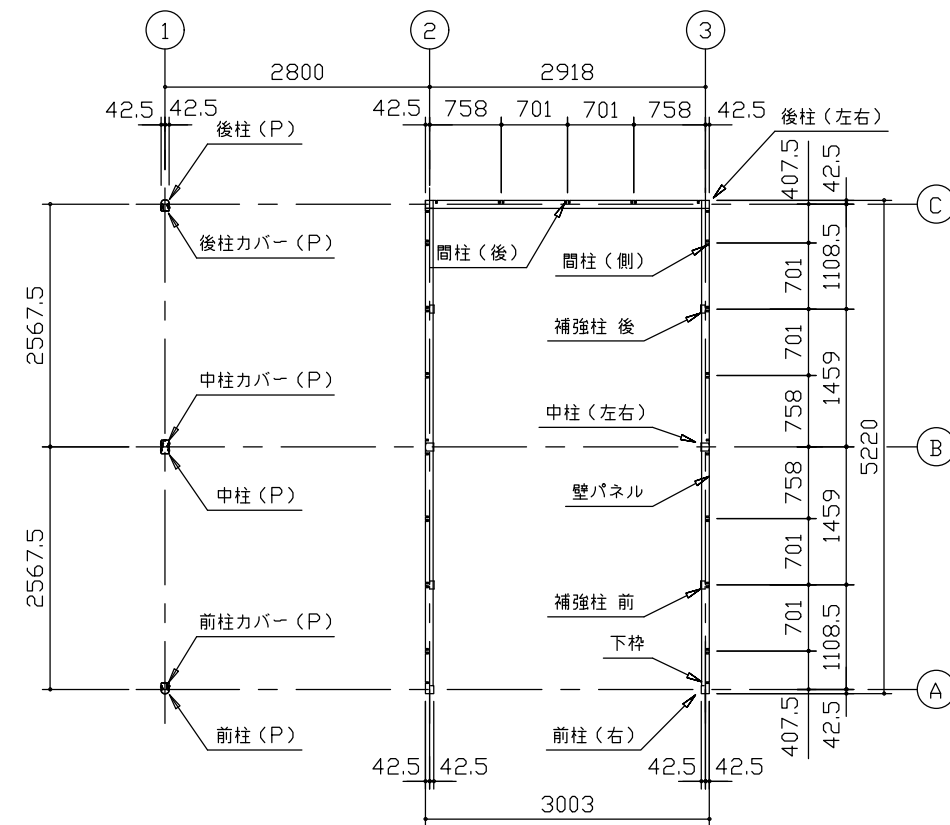 1
2
3
2800
2918
42.5
42.5
42.5
758
701
701
758
42.5
後柱（P）
後柱（左右）
407.5
42.5
C
後柱カバー（P）
間柱（後）
間柱（側）
701
1108.5
2567.5
補強柱 後
701
1459
中柱カバー（P）
中柱（左右）
758
5220
B
中柱（P）
壁パネル
758
1459
701
2567.5
補強柱 前
701
1108.5
前柱カバー（P）
下枠
A
前柱（P）
前柱（右）
407.5
42.5
42.5
42.5
42.5
42.5
3003